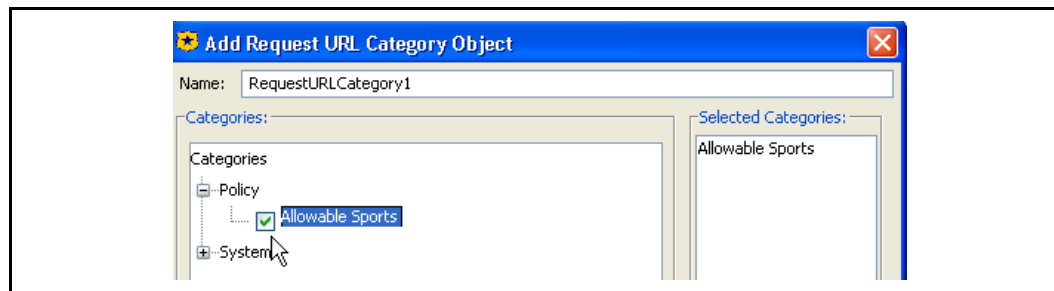 Add Request URL Category Object
Name: RequestURLCategory1
Categories:
Selected Categories:
Categories
Allowable Sports
Policy
Allowable Sports
System